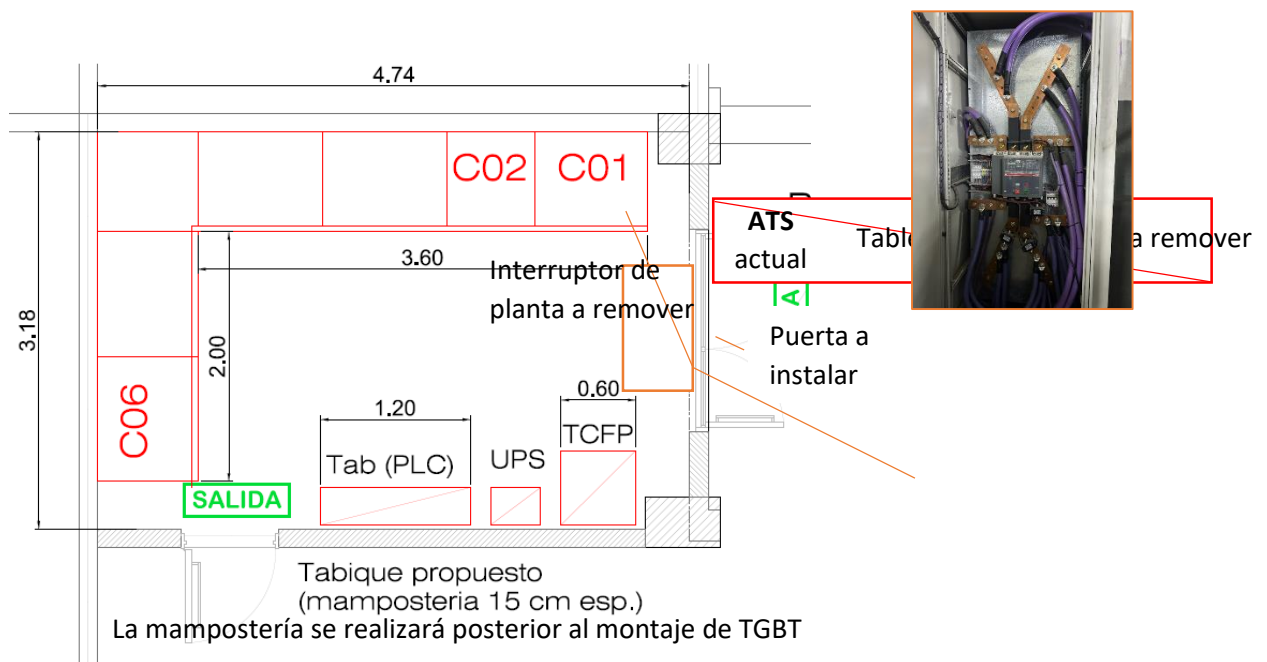 4.74
C02
C01
ATS
actual
Table
a remover
3.60
Interruptor de
planta a remover
A
3.18
2.00
Puerta a
instalar
0.60
1.20
C06
TCFP
Tab (PLC)
UPS
SALIDA
Tabique propuesto
(mamposteria 15 cm esp.)
La mampostería se realizará posterior al montaje de TGBT